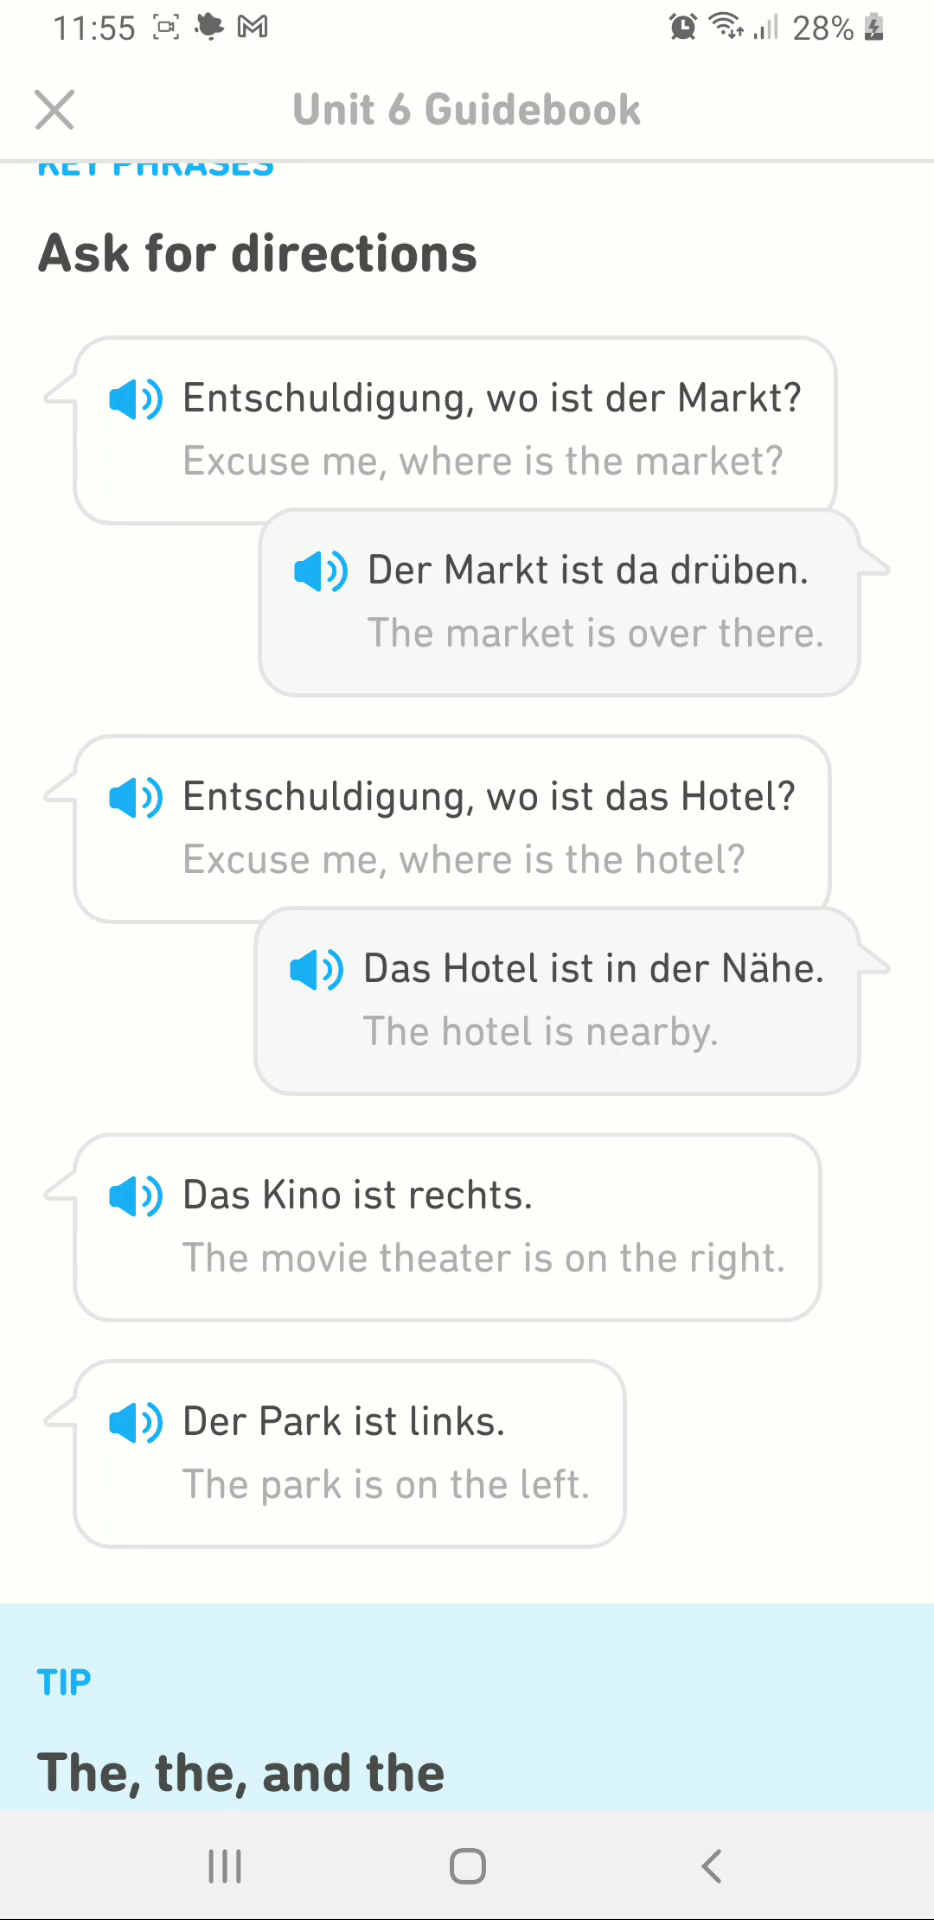 11:55
28%
Unit 6 Guidebook
KEY PHRASES
Ask for directions
Entschuldigung, wo ist der Markt?
Excuse me, where is the market?
Der Markt ist da drüben.
The market is over there.
Entschuldigung, wo ist das Hotel?
Excuse me, where is the hotel?
Das Hotel ist in der Nähe.
The hotel is nearby.
Das Kino ist rechts.
The movie theater is on the right.
Der Park ist links.
The park is on the left.
TIP
The, the, and the